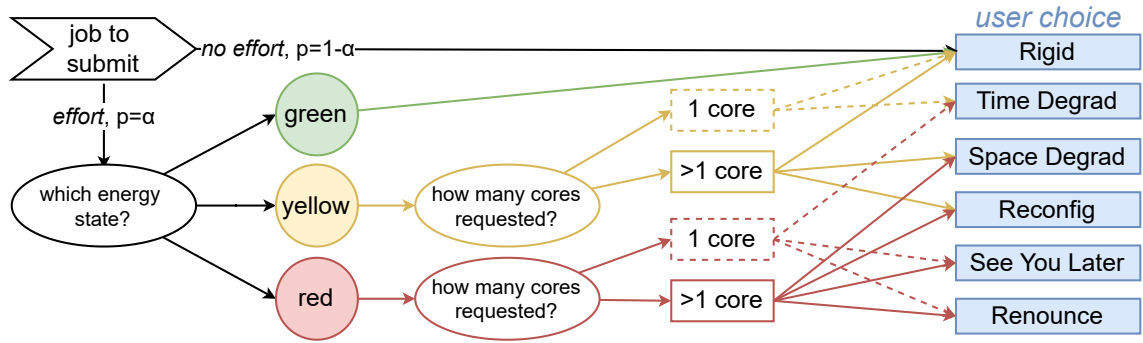 user choice
job to
submit
no effort, p=1-α
Rigid
effort, p=α
green
1 core
Time Degrad
which energy
state?
yellow
how many cores
requested?
>1 core
Space Degrad
Reconfig
red
how many cores
requested?
1 core
>1 core
See You Later
Renounce